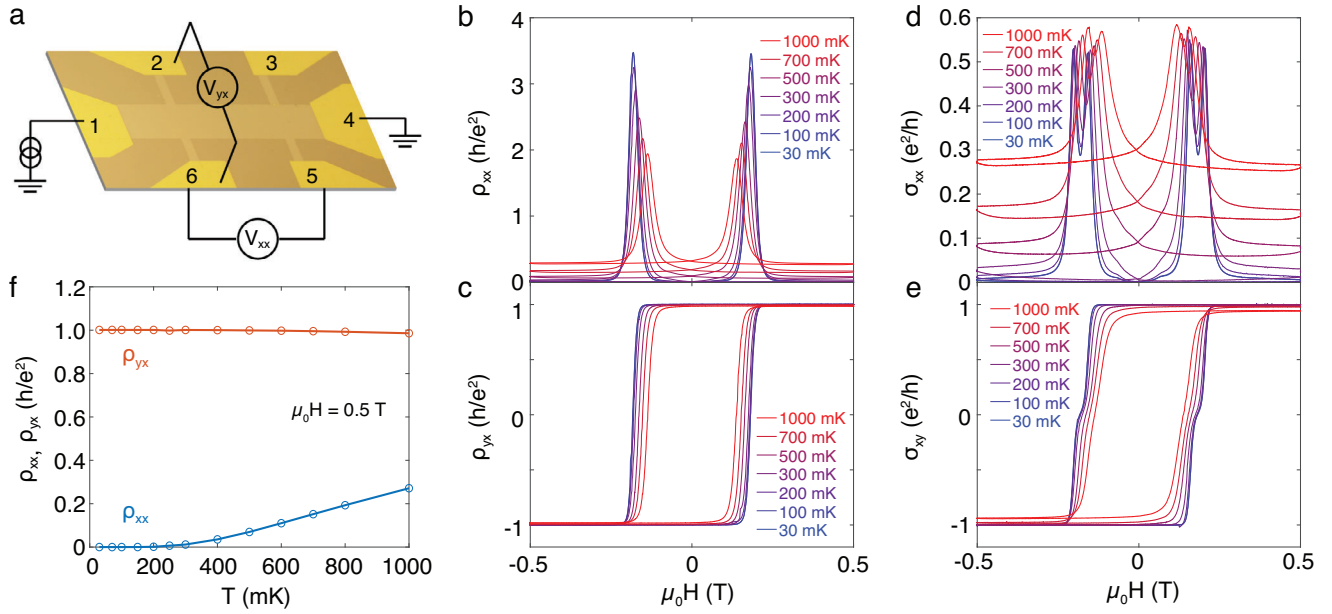 a
2
3
V_yx
1
4
6
5
V_xx
b
4
3
2
1
0
ρ_xx (h/e²)
1000 mK
700 mK
500 mK
300 mK
200 mK
100 mK
30 mK
d
0.6
0.5
0.4
0.3
0.2
0.1
0
σ_xx (e²/h)
1000 mK
700 mK
500 mK
300 mK
200 mK
100 mK
30 mK
f
1.2
1.0
0.8
0.6
0.4
0.2
0
ρ_xx, ρ_yx (h/e²)
ρ_yx
μ₀H = 0.5 T
ρ_xx
0 200 400 600 800 1000
T (mK)
c
1
0
-1
ρ_yx (h/e²)
1000 mK
700 mK
500 mK
300 mK
200 mK
100 mK
30 mK
-0.5 0 0.5
μ₀H (T)
e
1
0
-1
σ_xy (e²/h)
1000 mK
700 mK
500 mK
300 mK
200 mK
100 mK
30 mK
-0.5 0 0.5
μ₀H (T)